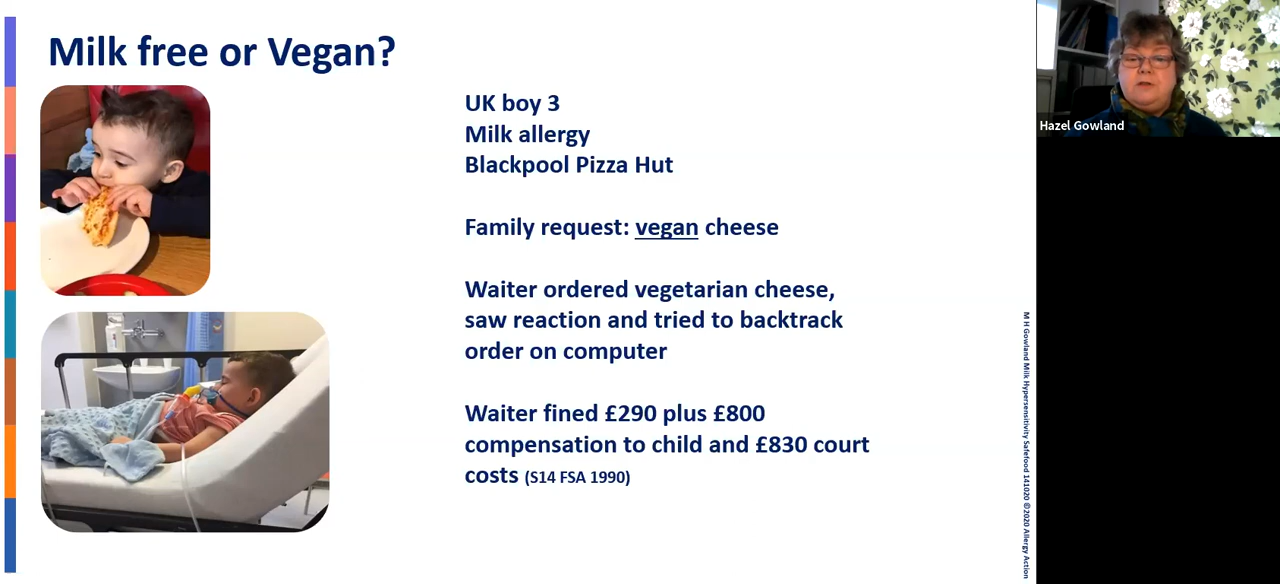 Milk free or Vegan?
UK boy 3
Milk allergy
Blackpool Pizza Hut
Family request: vegan cheese
Waiter ordered vegetarian cheese,
saw reaction and tried to backtrack
order on computer
Waiter fined £290 plus £800
compensation to child and £830 court
costs (S14 FSA 1990)
M H Gowland Milk Hypersensitivity Safefood 141020 ©2020 Allergy Action
Hazel Gowland